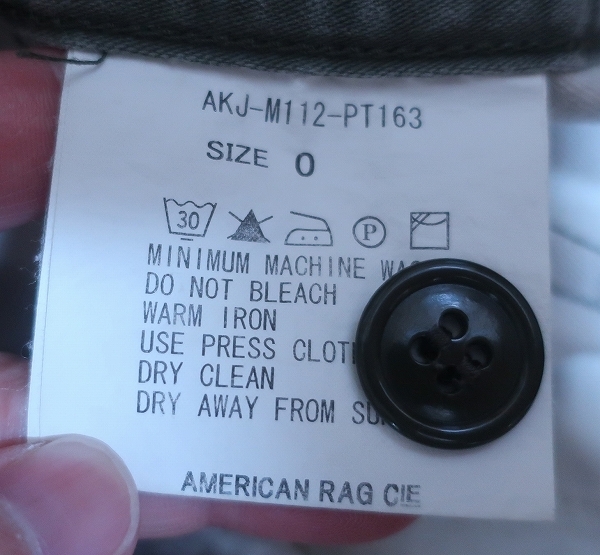 AKJ-M112-PT163
SIZE 0
30 P
MINIMUM MACHINE
DO NOT BLEACH
WARM IRON
USE PRESS
DRY CLEAN
DRY AWAY FROM
AMERICAN RAG CIE